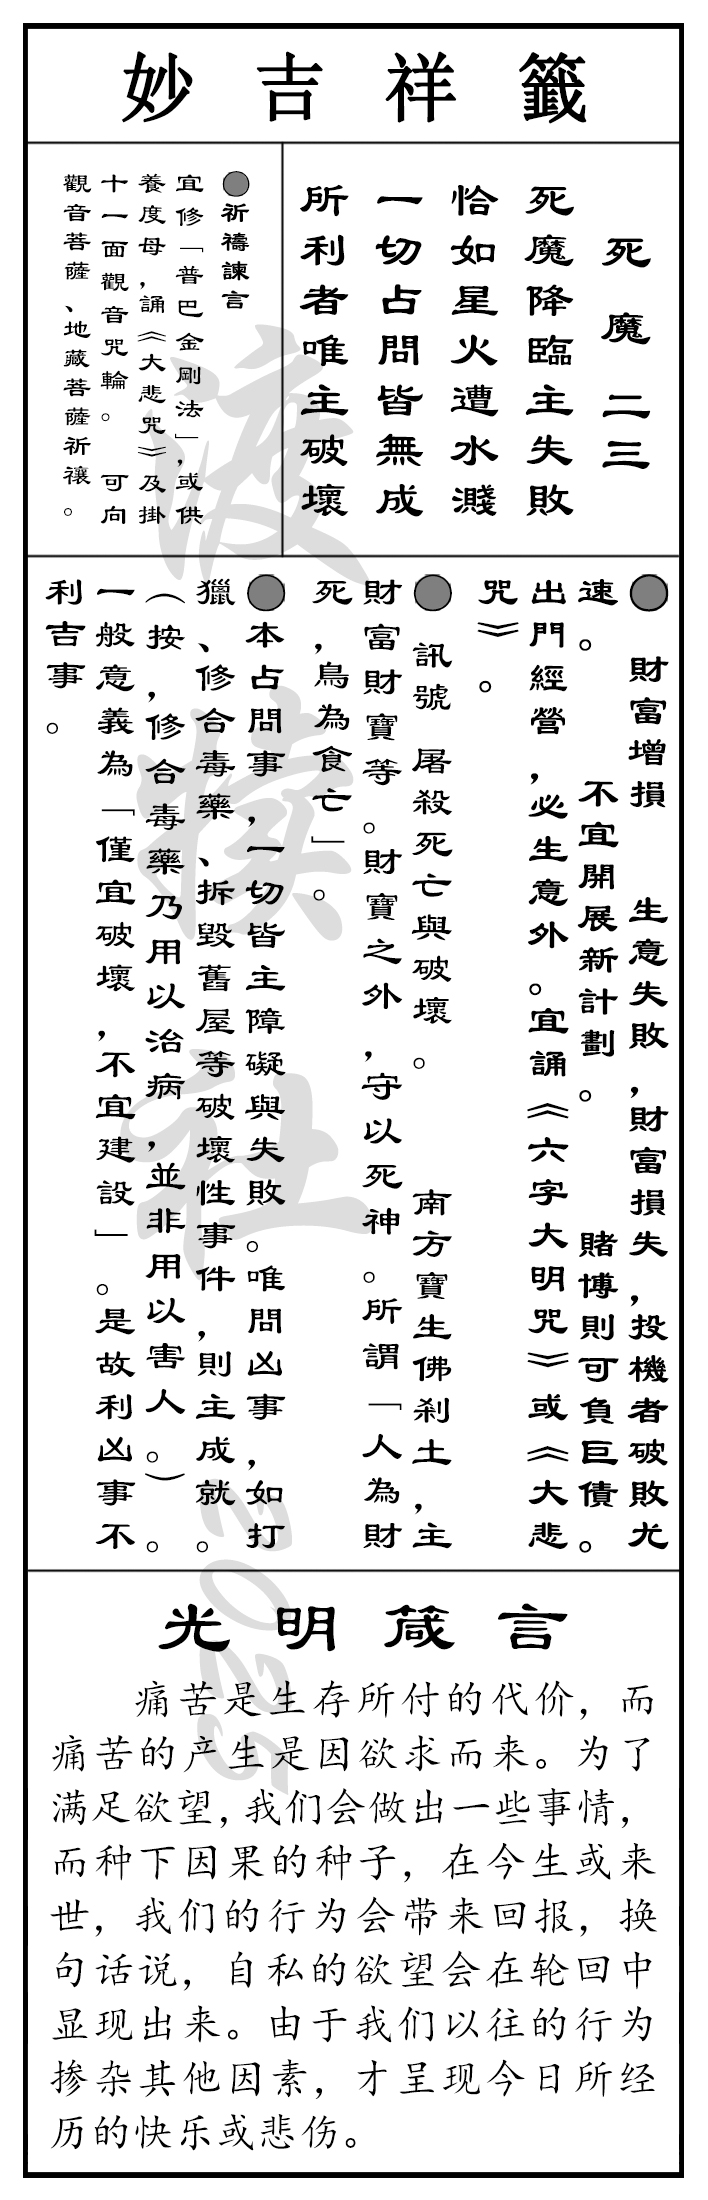 妙吉祥籤
死魔二三
死魔降臨主失敗
恰如星火遭水濺
一切占問皆無成
所利者唯主破壞
●祈禱諫言
宜修「普巴金剛法」，或供
養度母，誦《大悲咒》及掛
十一面觀音咒輪。　可向
觀音菩薩、地藏菩薩祈禳。
●　財富增損　　生意失敗，財富損失，投機者破敗尤
速。　　　不宜開展新計劃。　　　賭博則可負巨債。
出門經營，必生意外。宜誦《六字大明咒》或《大悲
咒》。
●　訊號　屠殺死亡與破壞。　　　南方寶生佛剎土，主
財富財寶等。財寶之外，守以死神。所謂「人為財
死，鳥為食亡」。
●本占問事，一切皆主障礙與失敗。唯問凶事，如打
獵、修合毒藥、拆毀舊屋等破壞性事件，則主成就。
（按，修合毒藥乃用以治病，並非用以害人。）。
一般意義為「僅宜破壞，不宜建設」。是故利凶事不
利吉事。
光明箴言
痛苦是生存所付的代价，而
痛苦的产生是因欲求而来。为了
满足欲望，我们会做出一些事情，
而种下因果的种子，在今生或来
世，我们的行为会带来回报，换
句话说，自私的欲望会在轮回中
显现出来。由于我们以往的行为
掺杂其他因素，才呈现今日所经
历的快乐或悲伤。
渡犊社2025